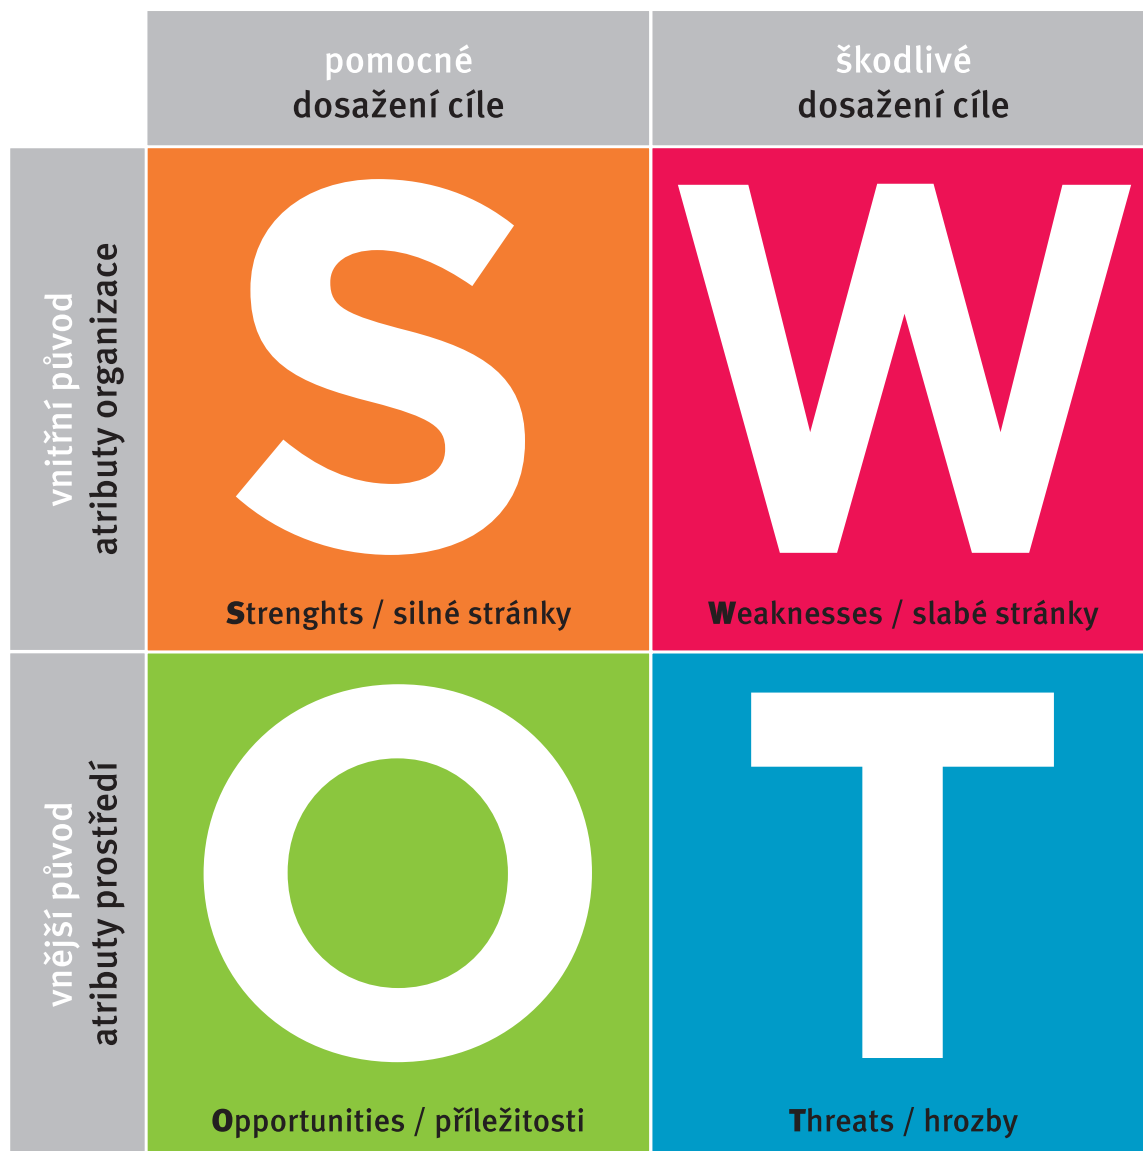 pomocné
dosažení cíle
škodlivé
dosažení cíle
vnitřní původ
atributy organizace
S
Strenghts / silné stránky
W
Weaknesses / slabé stránky
vnější původ
atributy prostředí
O
Opportunities / příležitosti
T
Threats / hrozby